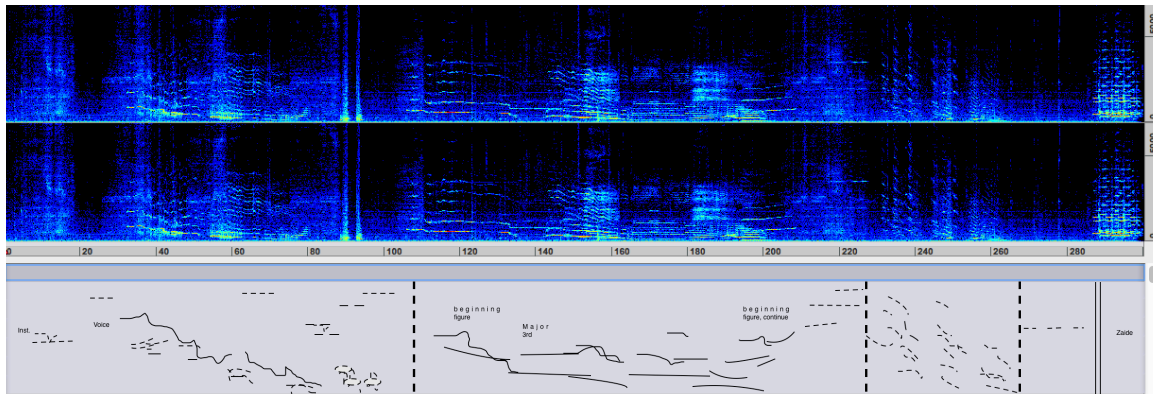 0 20 40 60 80 100 120 140 160 180 200 220 240 260 280
Inst.
Voice
beginning
figure
Major
3rd
beginning
figure, continue
Zaide